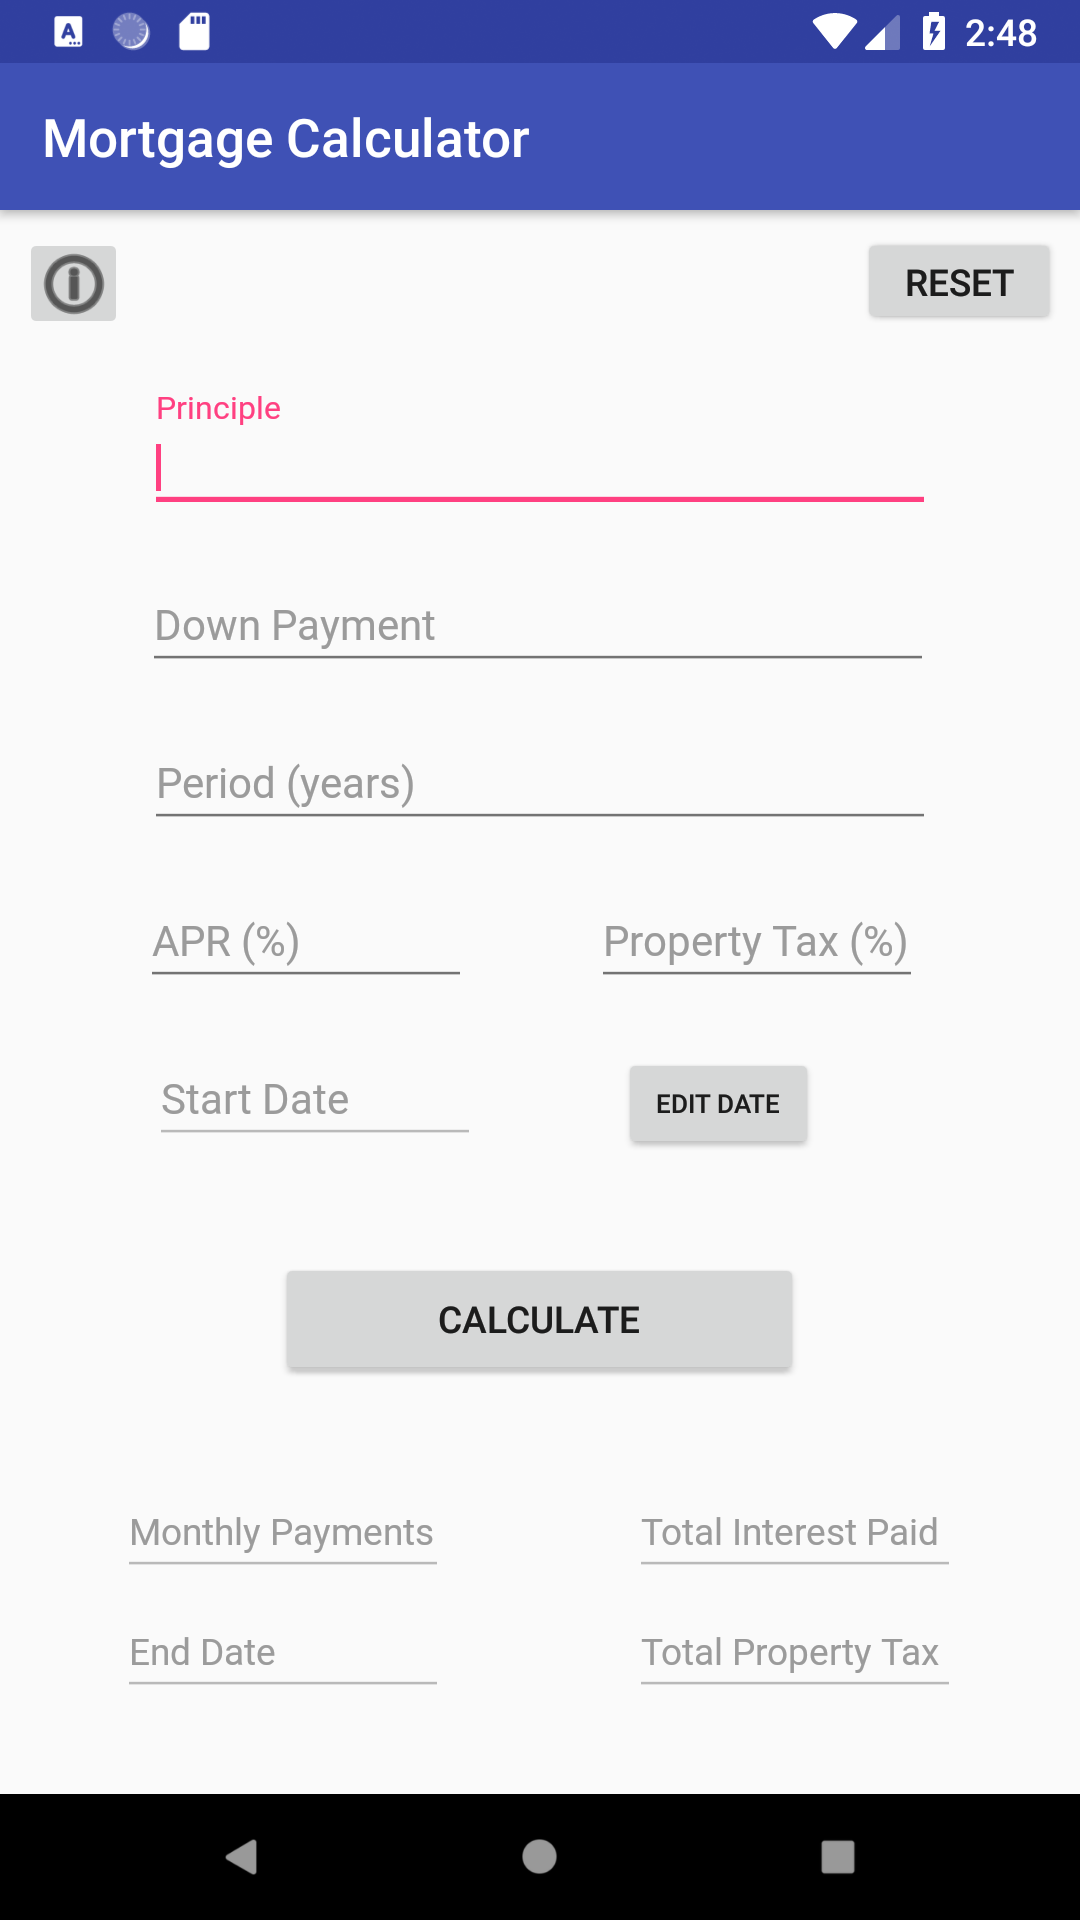 2:48
Mortgage Calculator
RESET
Principle
Down Payment
Period (years)
APR (%) Property Tax (%)
Start Date EDIT DATE
CALCULATE
Monthly Payments Total Interest Paid
End Date Total Property Tax